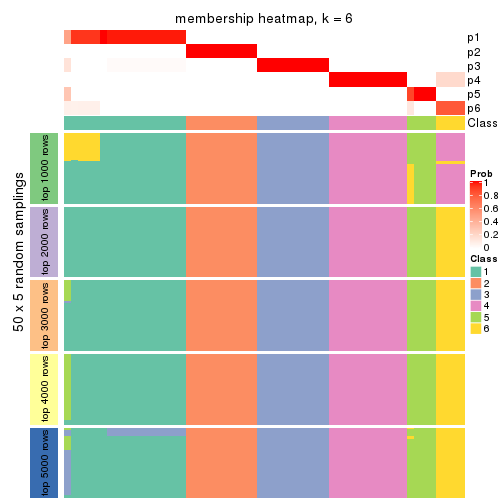 membership heatmap, k = 6
p1
p2
p3
p4
p5
p6
Class
50 x 5 random samplings
top 1000 rows
top 2000 rows
top 3000 rows
top 4000 rows
top 5000 rows
Prob
1
0.8
0.6
0.4
0.2
0
Class
1
2
3
4
5
6